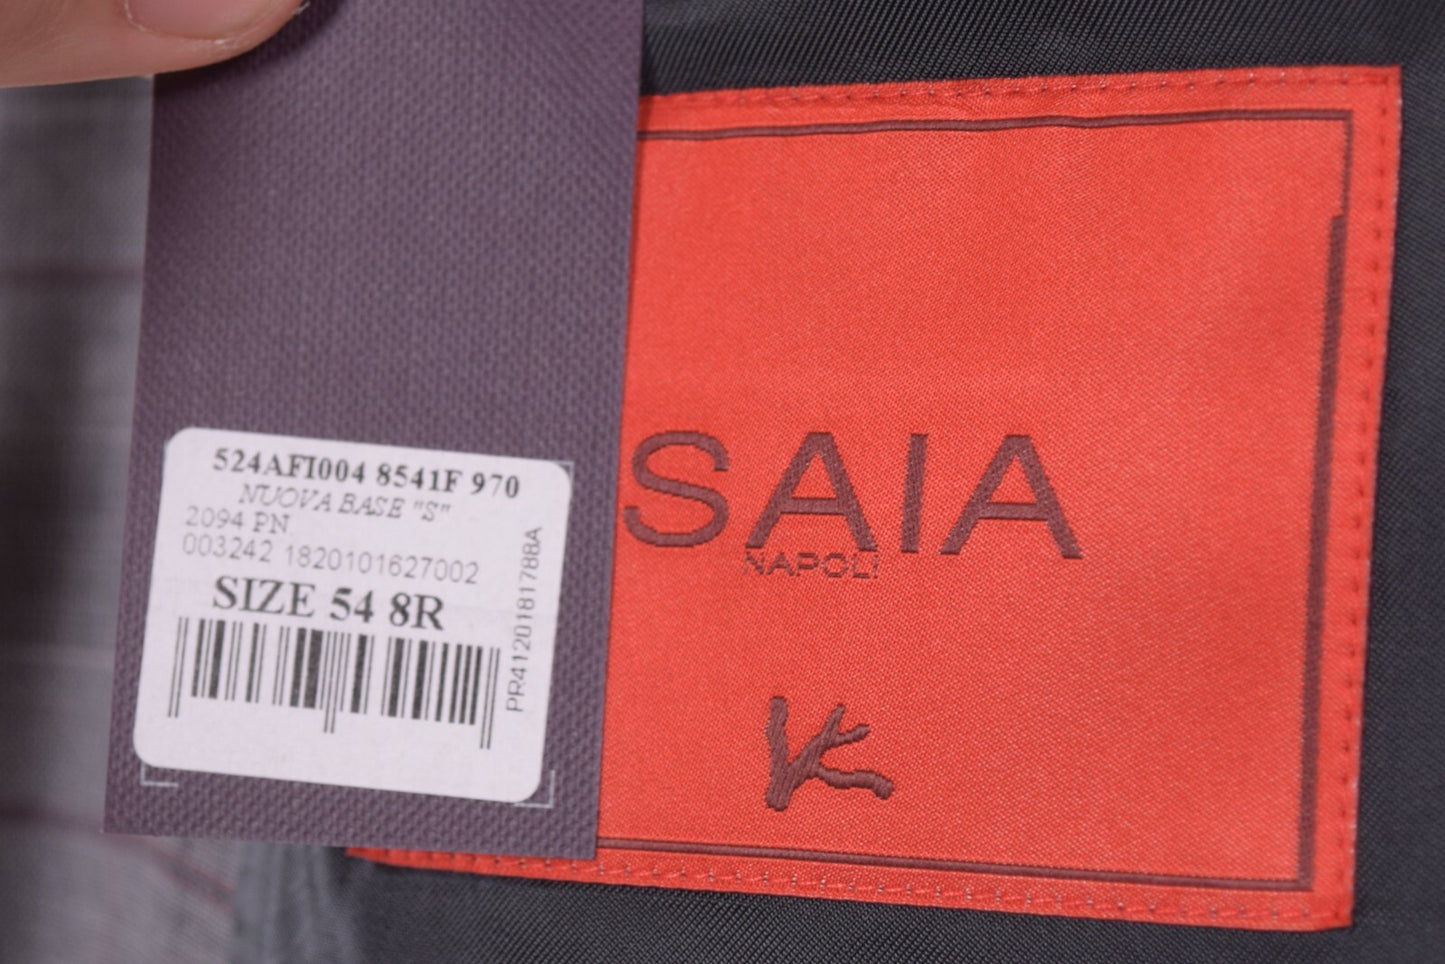 524AFI004 8541F 970
NUOVA BASE "S"
2094 PN
003242 1820101627002
SIZE 54 8R
PR4120181788A
SAIA
NAPOLI